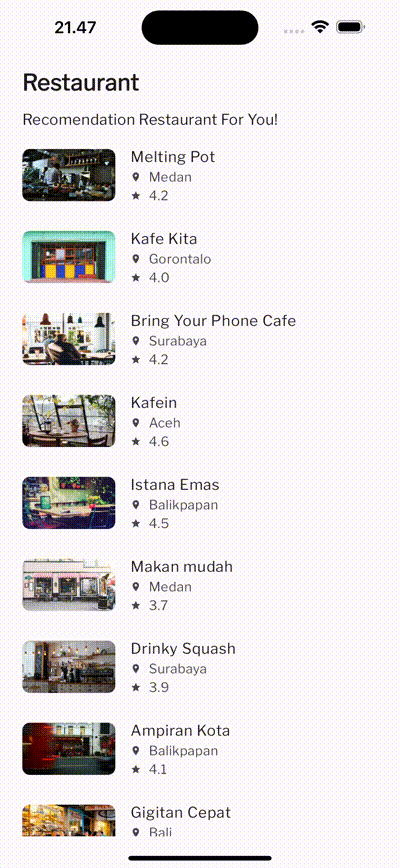 21.47
Restaurant
Recomendation Restaurant For You!
Melting Pot
Medan
4.2
Kafe Kita
Gorontalo
4.0
Bring Your Phone Cafe
Surabaya
4.2
Kafein
Aceh
4.6
Istana Emas
Balikpapan
4.5
Makan mudah
Medan
3.7
Drinky Squash
Surabaya
3.9
Ampiran Kota
Balikpapan
4.1
Gigitan Cepat
Bali